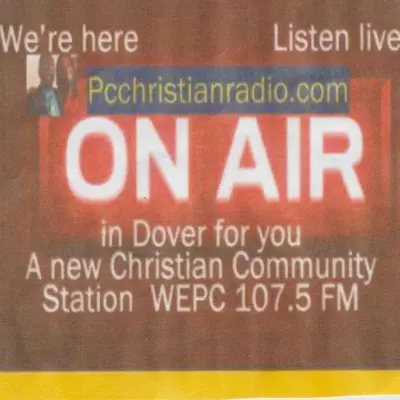 We're here Listen live
Pcchristianradio.com
ON AIR
in Dover for you
A new Christian Community
Station WEPC 107.5 FM